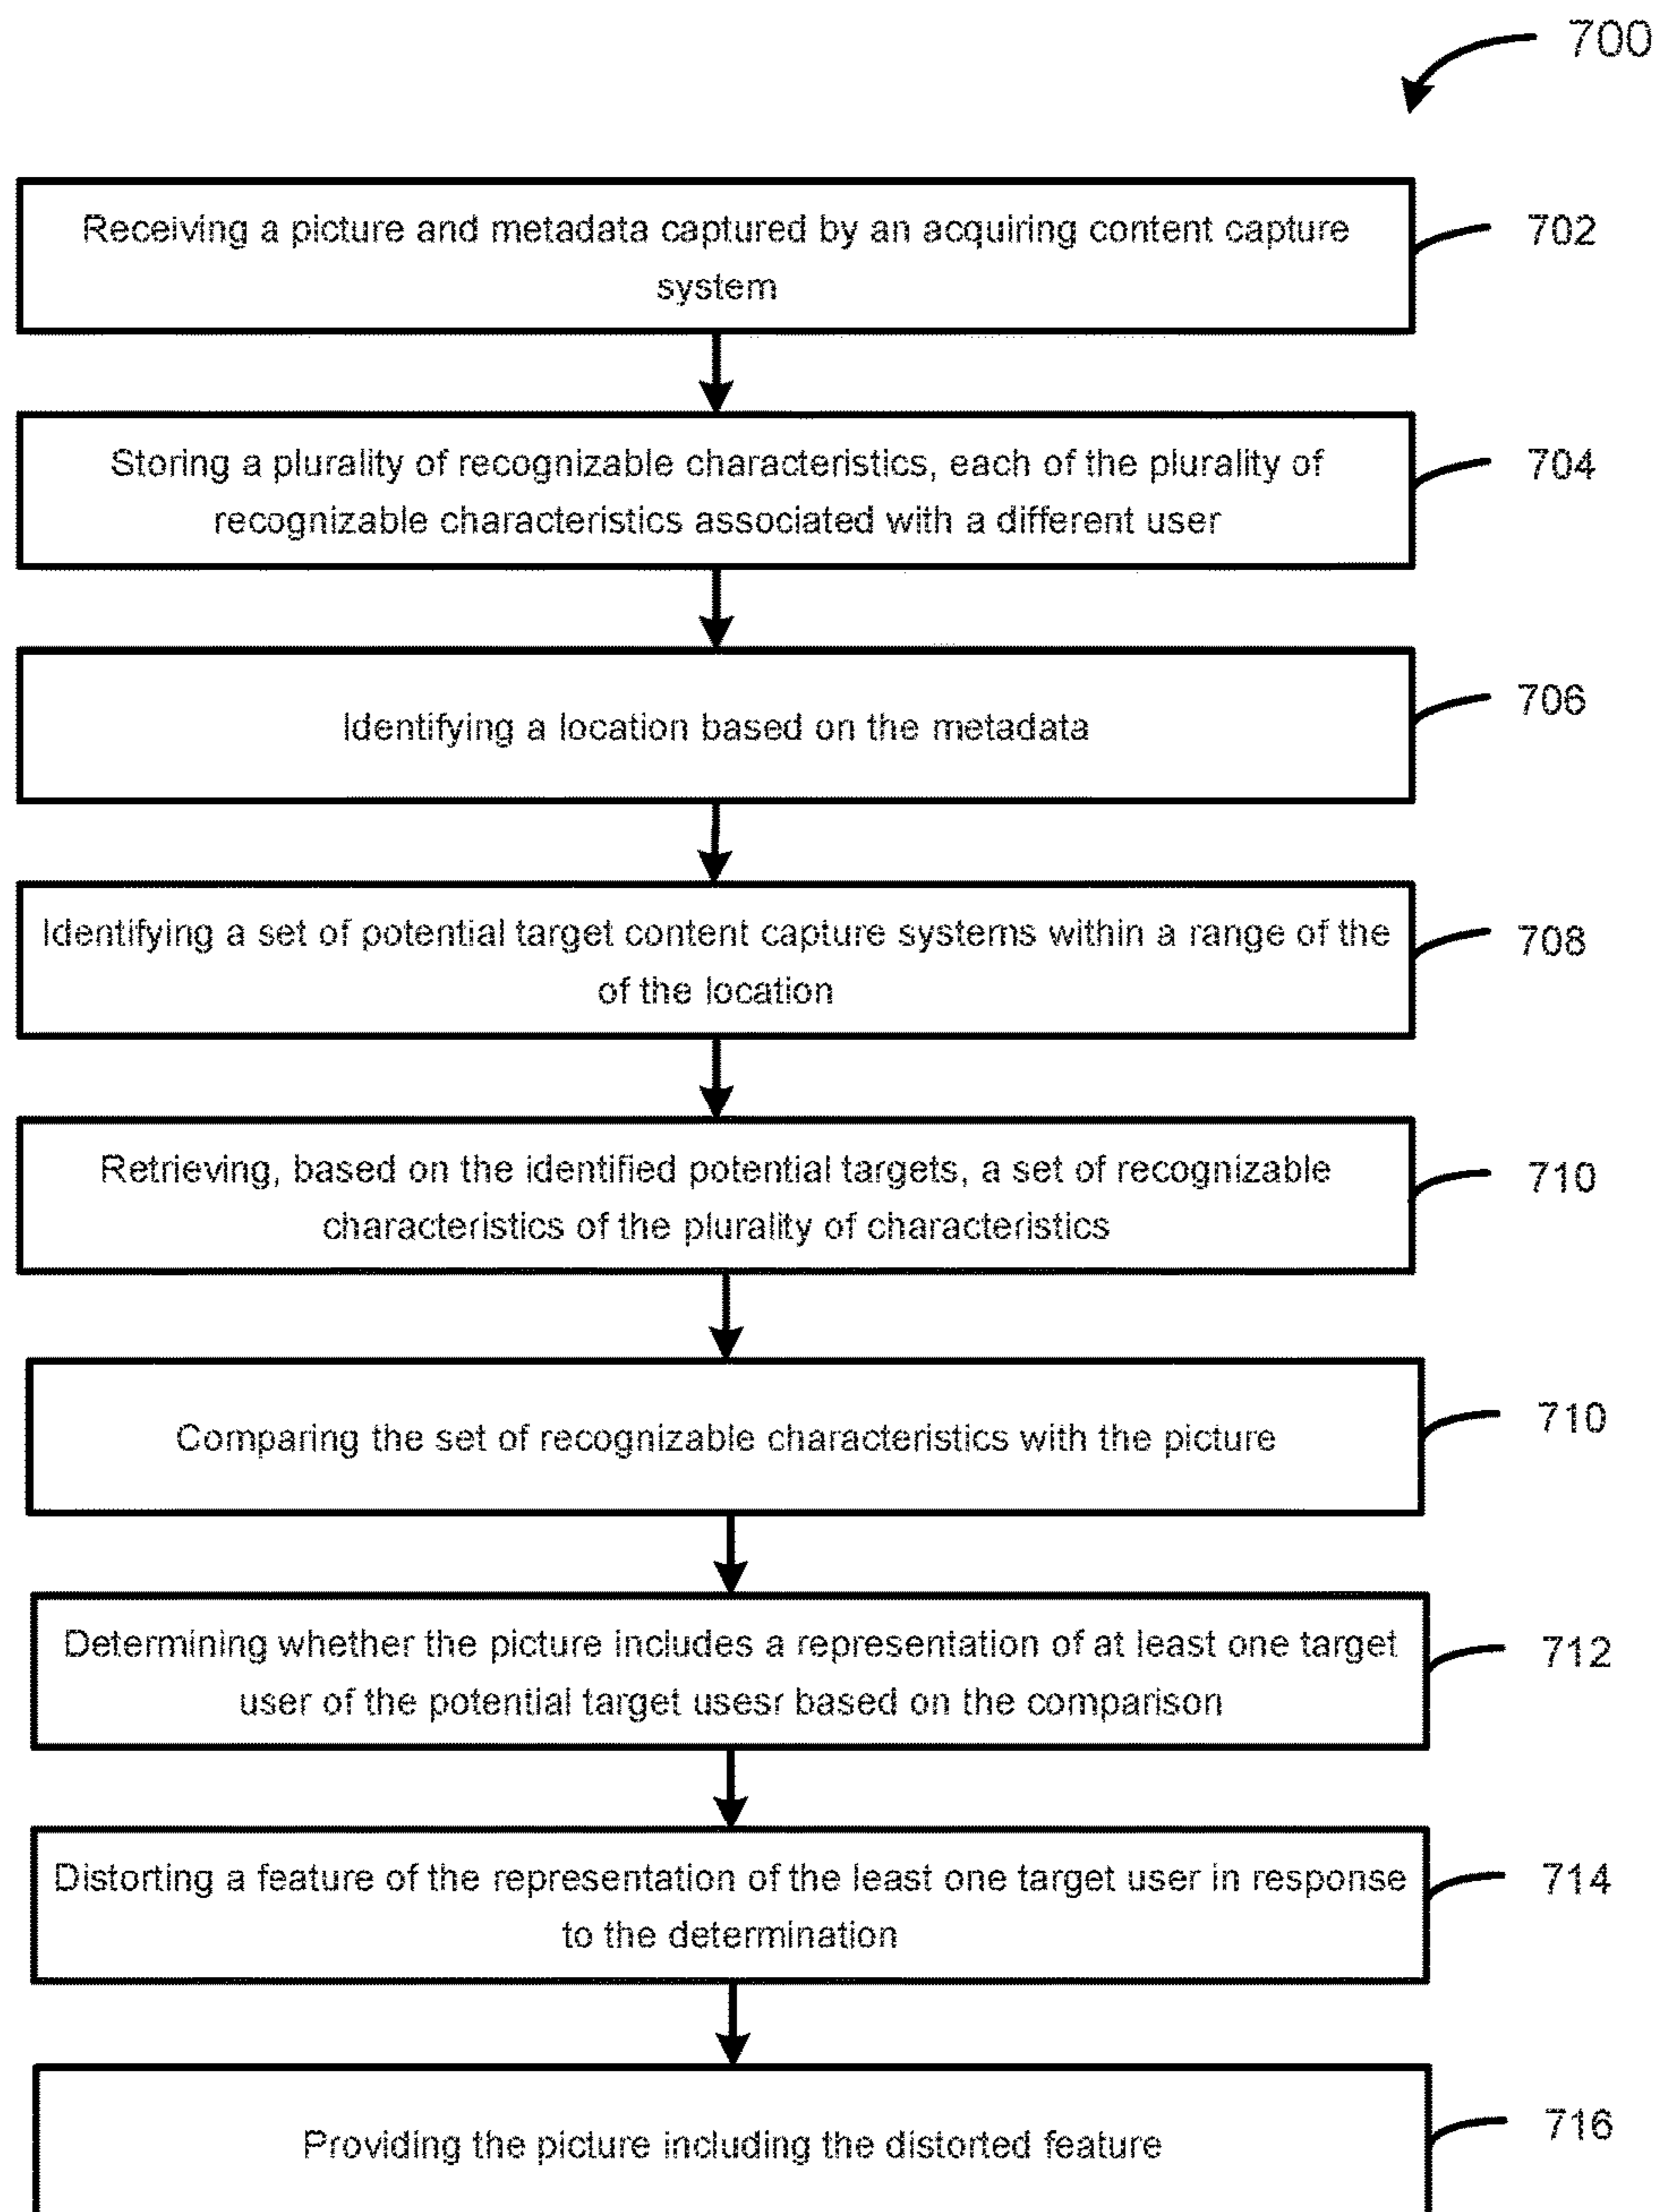 700
Receiving a picture and metadata captured by an acquiring content capture
system
702
Storing a plurality of recognizable characteristics, each of the plurality of
recognizable characteristics associated with a different user
704
Identifying a location based on the metadata
706
Identifying a set of potential target content capture systems within a range of the
of the location
708
Retrieving, based on the identified potential targets, a set of recognizable
characteristics of the plurality of characteristics
710
Comparing the set of recognizable characteristics with the picture
710
Determining whether the picture includes a representation of at least one target
user of the potential target usesr based on the comparison
712
Distorting a feature of the representation of the least one target user in response
to the determination
714
Providing the picture including the distorted feature
716